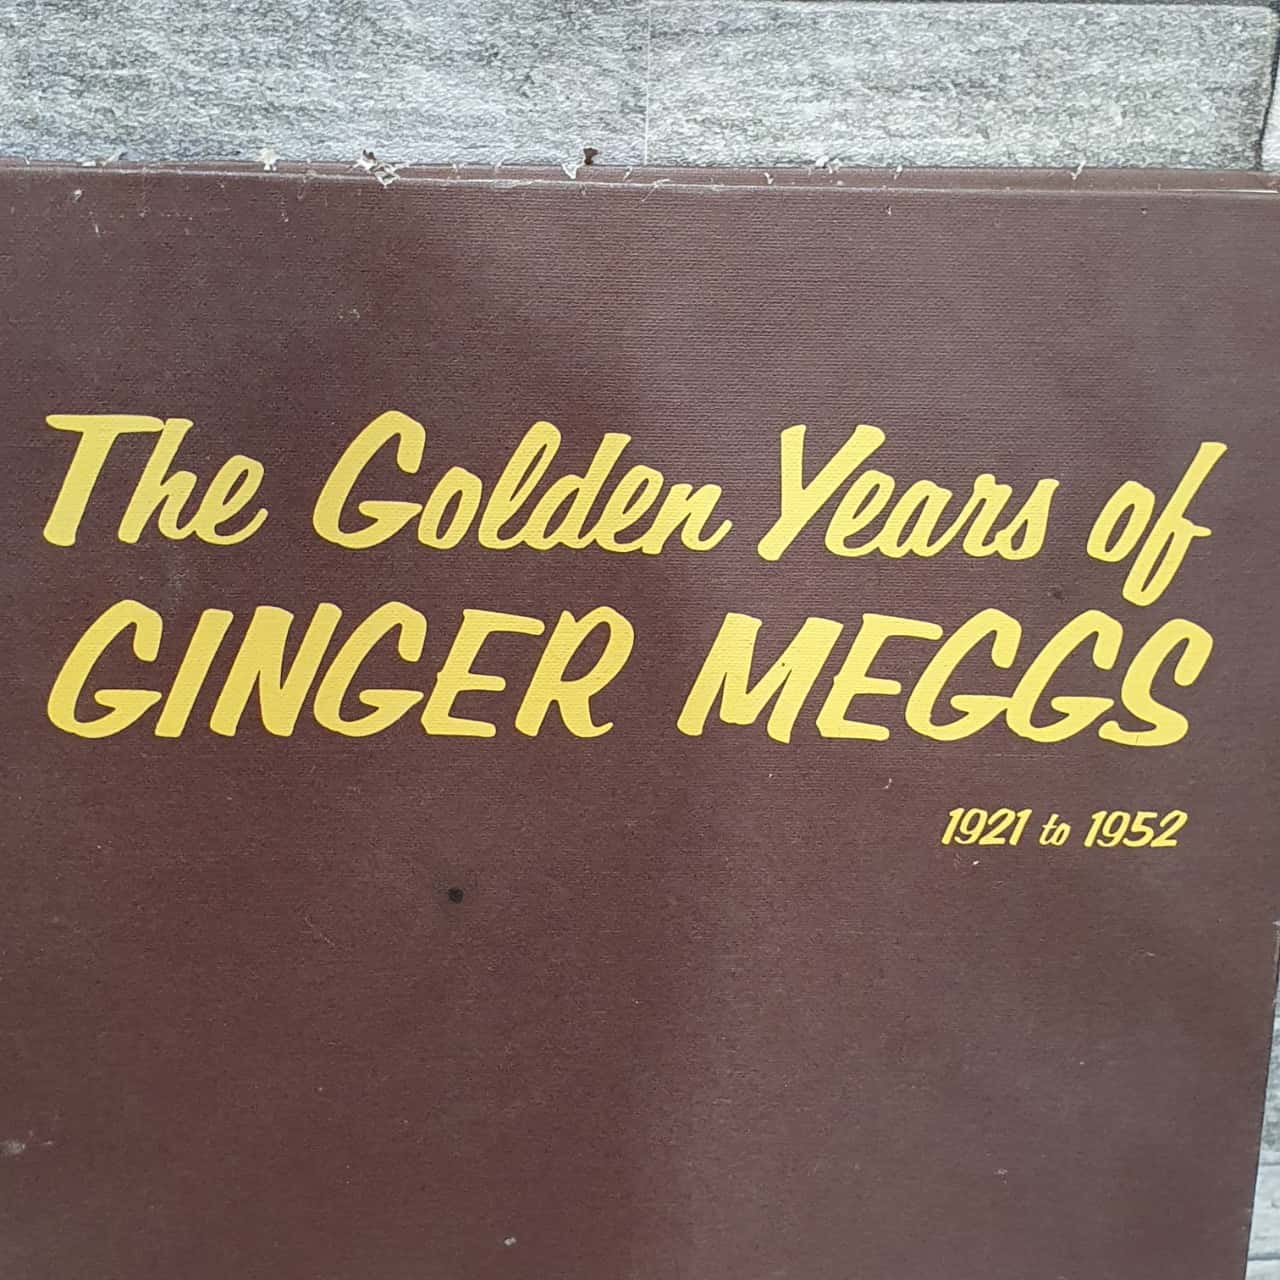 The Golden Years of
GINGER MEGGS
1921 to 1952